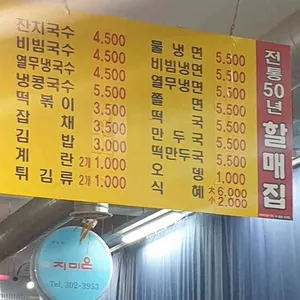 잔치국수 4.500
비빔국수 4.500
열무국수 4.500
냉콩국수 5.500
떡볶이 3.500
잡채 3.500
김밥 3.000
계란 2개 1.000
튀김류 2개 1.000
물냉면 5.500
비빔냉면 5.500
열무냉면 5.500
쫄면 5.500
떡국 5.500
만두국 5.500
떡만두국 5.500
오뎅 1.000
식혜 大 6.000
小 2.000
전통50년 할매집
Tel. 302-3953